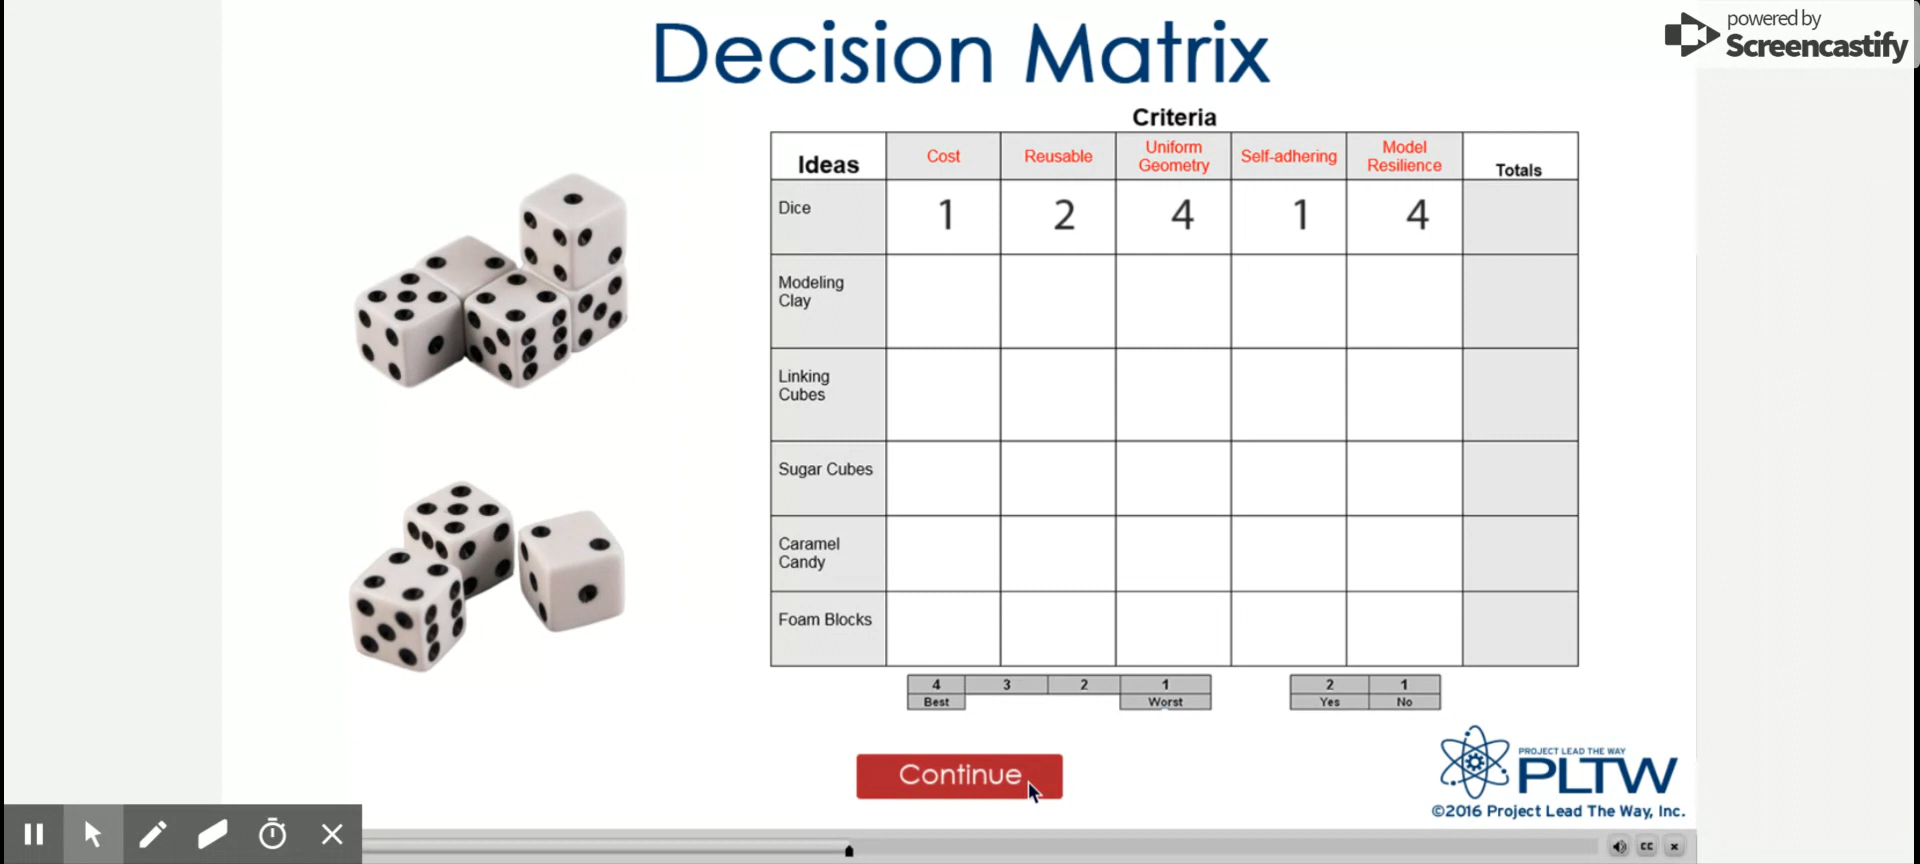 Decision Matrix
powered by
Screencastify
Criteria
Ideas Cost Reusable Uniform Geometry Self-adhering Model Resilience Totals
Dice 1 2 4 1 4
Modeling
Clay
Linking
Cubes
Sugar Cubes
Caramel
Candy
Foam Blocks
4 3 2 1 2 1
Best Worst Yes No
Continue
PROJECT LEAD THE WAY
PLTW
©2016 Project Lead The Way, Inc.
CC